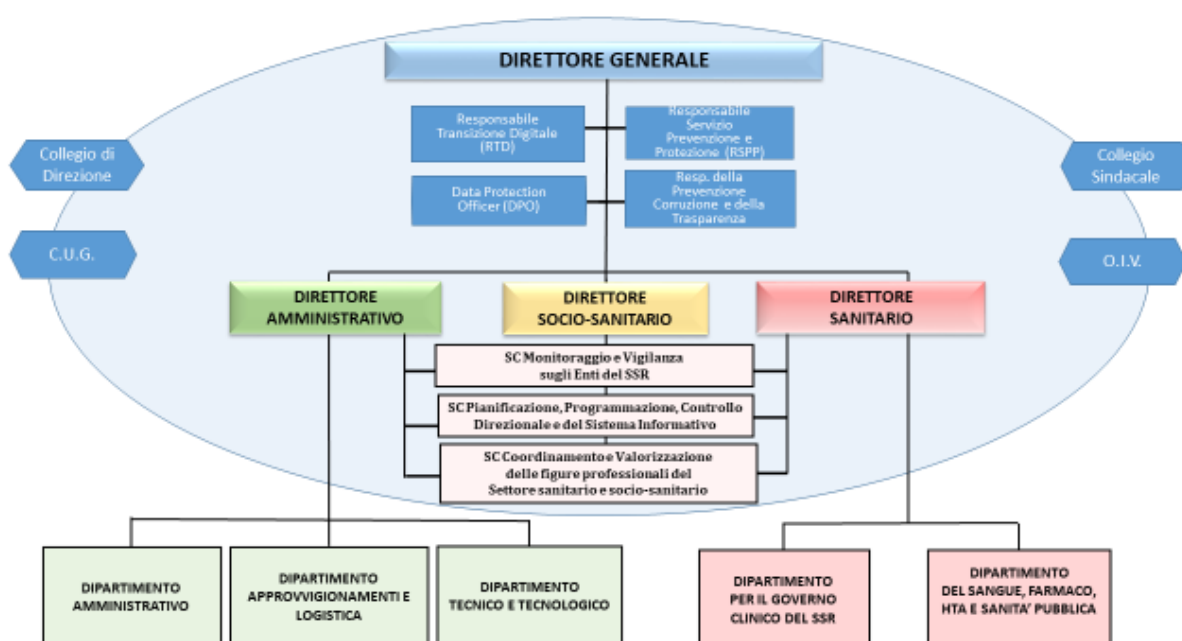 DIRETTORE GENERALE
Responsabile
Transizione Digitale
(RTD)
Responsabile
Servizio
Prevenzione e
Protezione (RSPP)
Collegio di
Direzione
Collegio
Sindacale
Data Protection
Officer (DPO)
Resp. della
Prevenzione
Corruzione e della
Trasparenza
C.U.G.
O.I.V.
DIRETTORE
AMMINISTRATIVO
DIRETTORE
SOCIO-SANITARIO
DIRETTORE
SANITARIO
SC Monitoraggio e Vigilanza
sugli Enti del SSR
SC Pianificazione, Programmazione, Controllo
Direzionale e del Sistema Informativo
SC Coordinamento e Valorizzazione
delle figure professionali del
Settore sanitario e socio-sanitario
DIPARTIMENTO
AMMINISTRATIVO
DIPARTIMENTO
APPROVVIGIONAMENTI E
LOGISTICA
DIPARTIMENTO
TECNICO E TECNOLOGICO
DIPARTIMENTO
PER IL GOVERNO
CLINICO DEL SSR
DIPARTIMENTO
DEL SANGUE, FARMACO,
HTA E SANITA' PUBBLICA